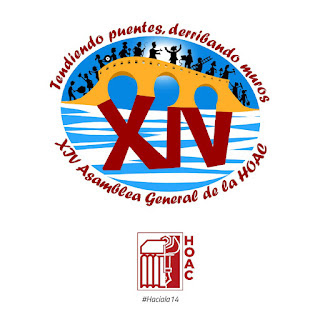 Tendiendo puentes, derribando muros
XIV
XIV Asamblea General de la HOAC
HOAC
#Haciala14